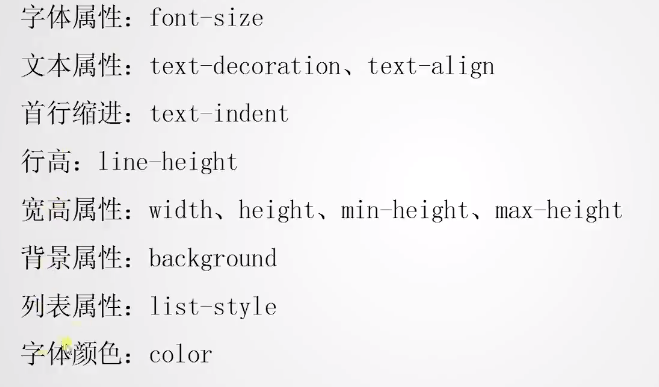 字体属性：font-size
文本属性：text-decoration、text-align
首行缩进：text-indent
行高：line-height
宽高属性：width、height、min-height、max-height
背景属性：background
列表属性：list-style
字体颜色：color